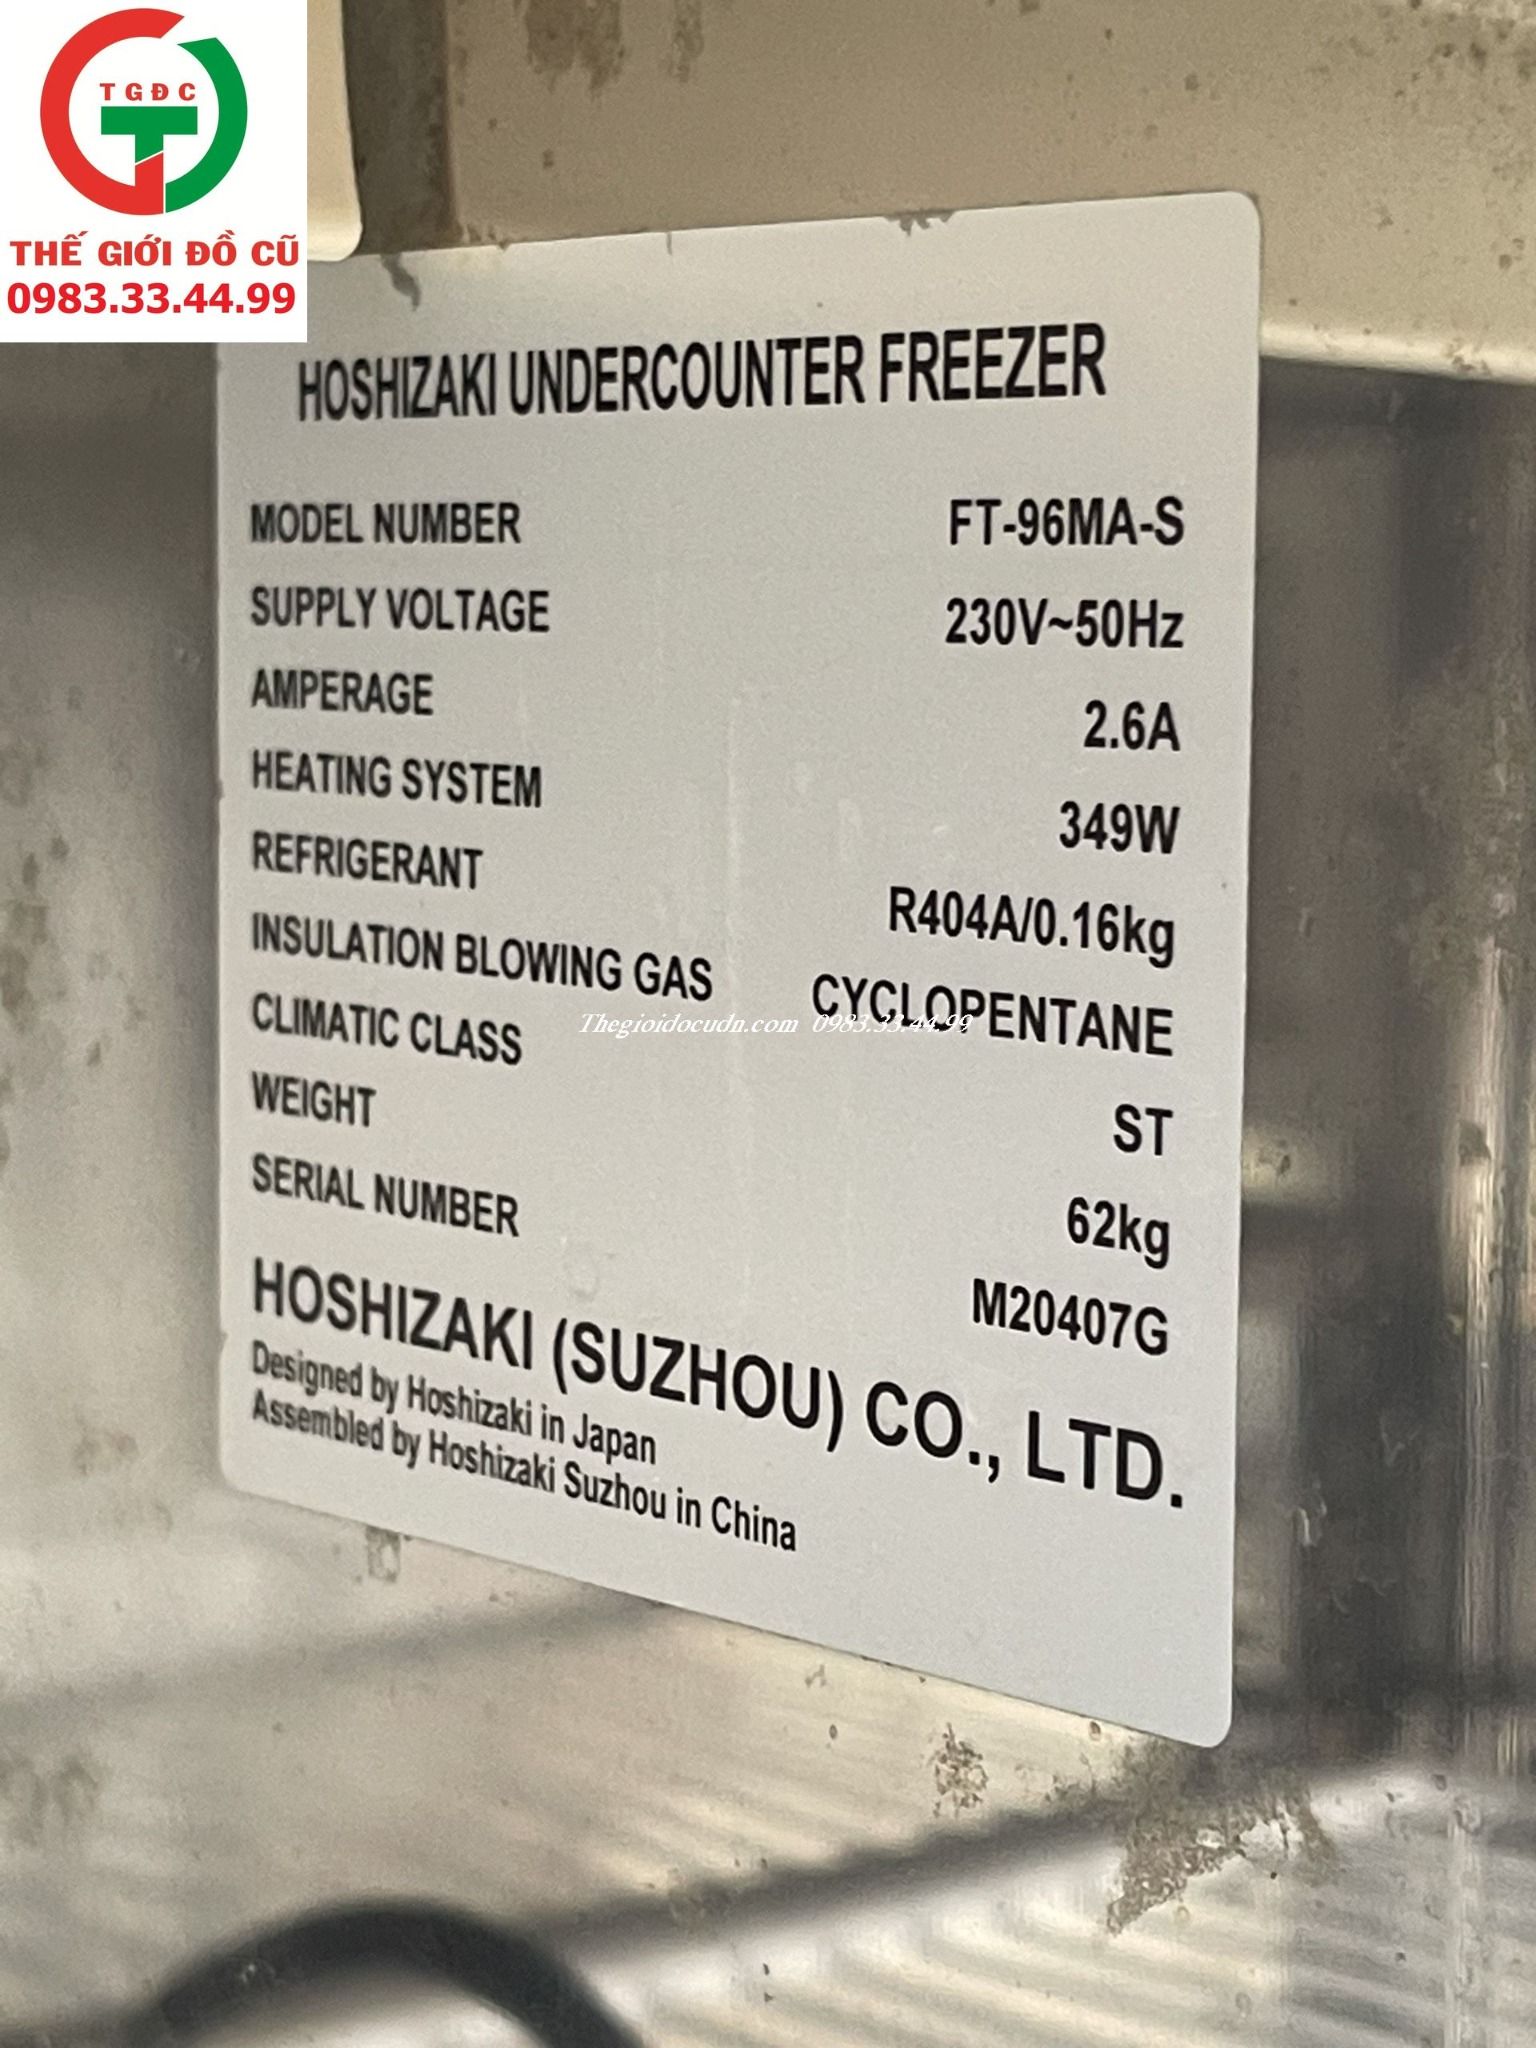 TGĐC
THẾ GIỚI ĐỒ CŨ
0983.33.44.99
HOSHIZAKI UNDERCOUNTER FREEZER
MODEL NUMBER FT-96MA-S
SUPPLY VOLTAGE 230V~50Hz
AMPERAGE 2.6A
HEATING SYSTEM 349W
REFRIGERANT R404A/0.16kg
INSULATION BLOWING GAS CYCLOPENTANE
Thegioidocudn.com 0983.33.44.99
CLIMATIC CLASS ST
WEIGHT 62kg
SERIAL NUMBER M20407G
HOSHIZAKI (SUZHOU) CO., LTD.
Designed by Hoshizaki in Japan
Assembled by Hoshizaki Suzhou in China